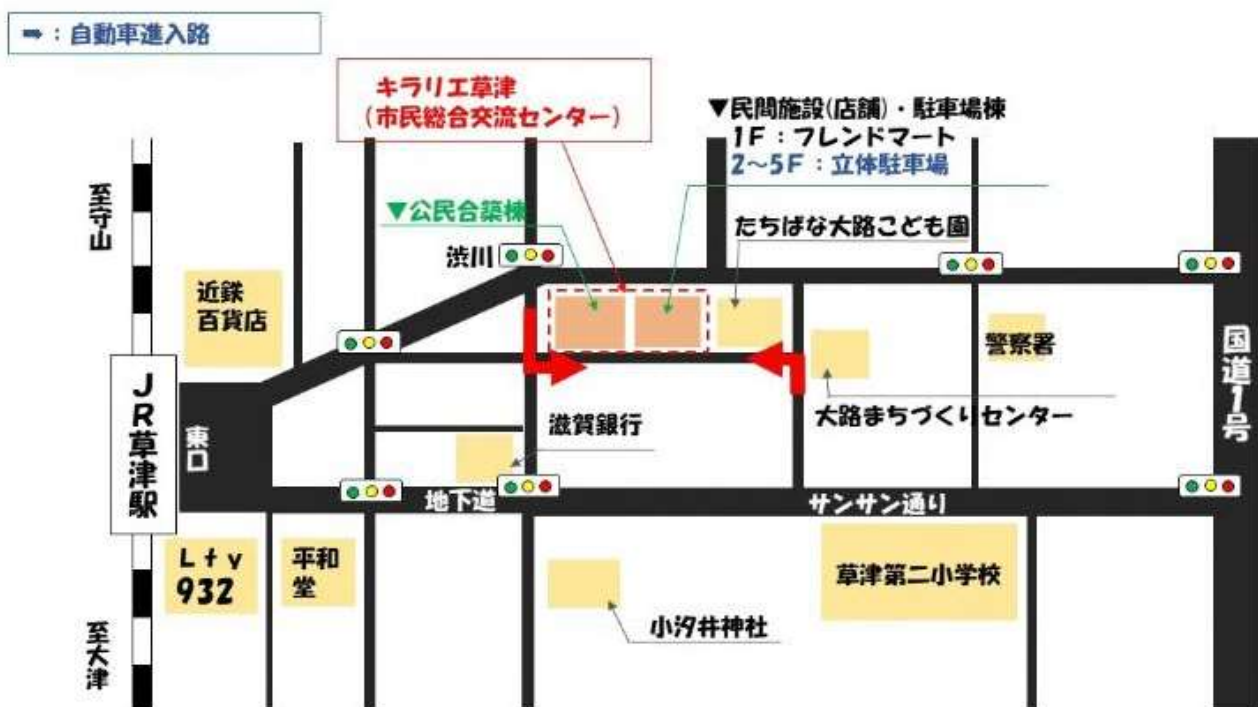 ➡：自動車進入路
キラリエ草津
(市民総合交流センター)
▼民間施設(店舗)・駐車場棟
1F：フレンドマート
2～5F：立体駐車場
▼公民合築棟
たちばな大路こども園
至守山
渋川
近鉄
百貨店
警察署
国道1号
JR草津駅
東口
滋賀銀行
大路まちづくりセンター
地下道
サンサン通り
Lty
932
平和
堂
草津第二小学校
小汐井神社
至大津